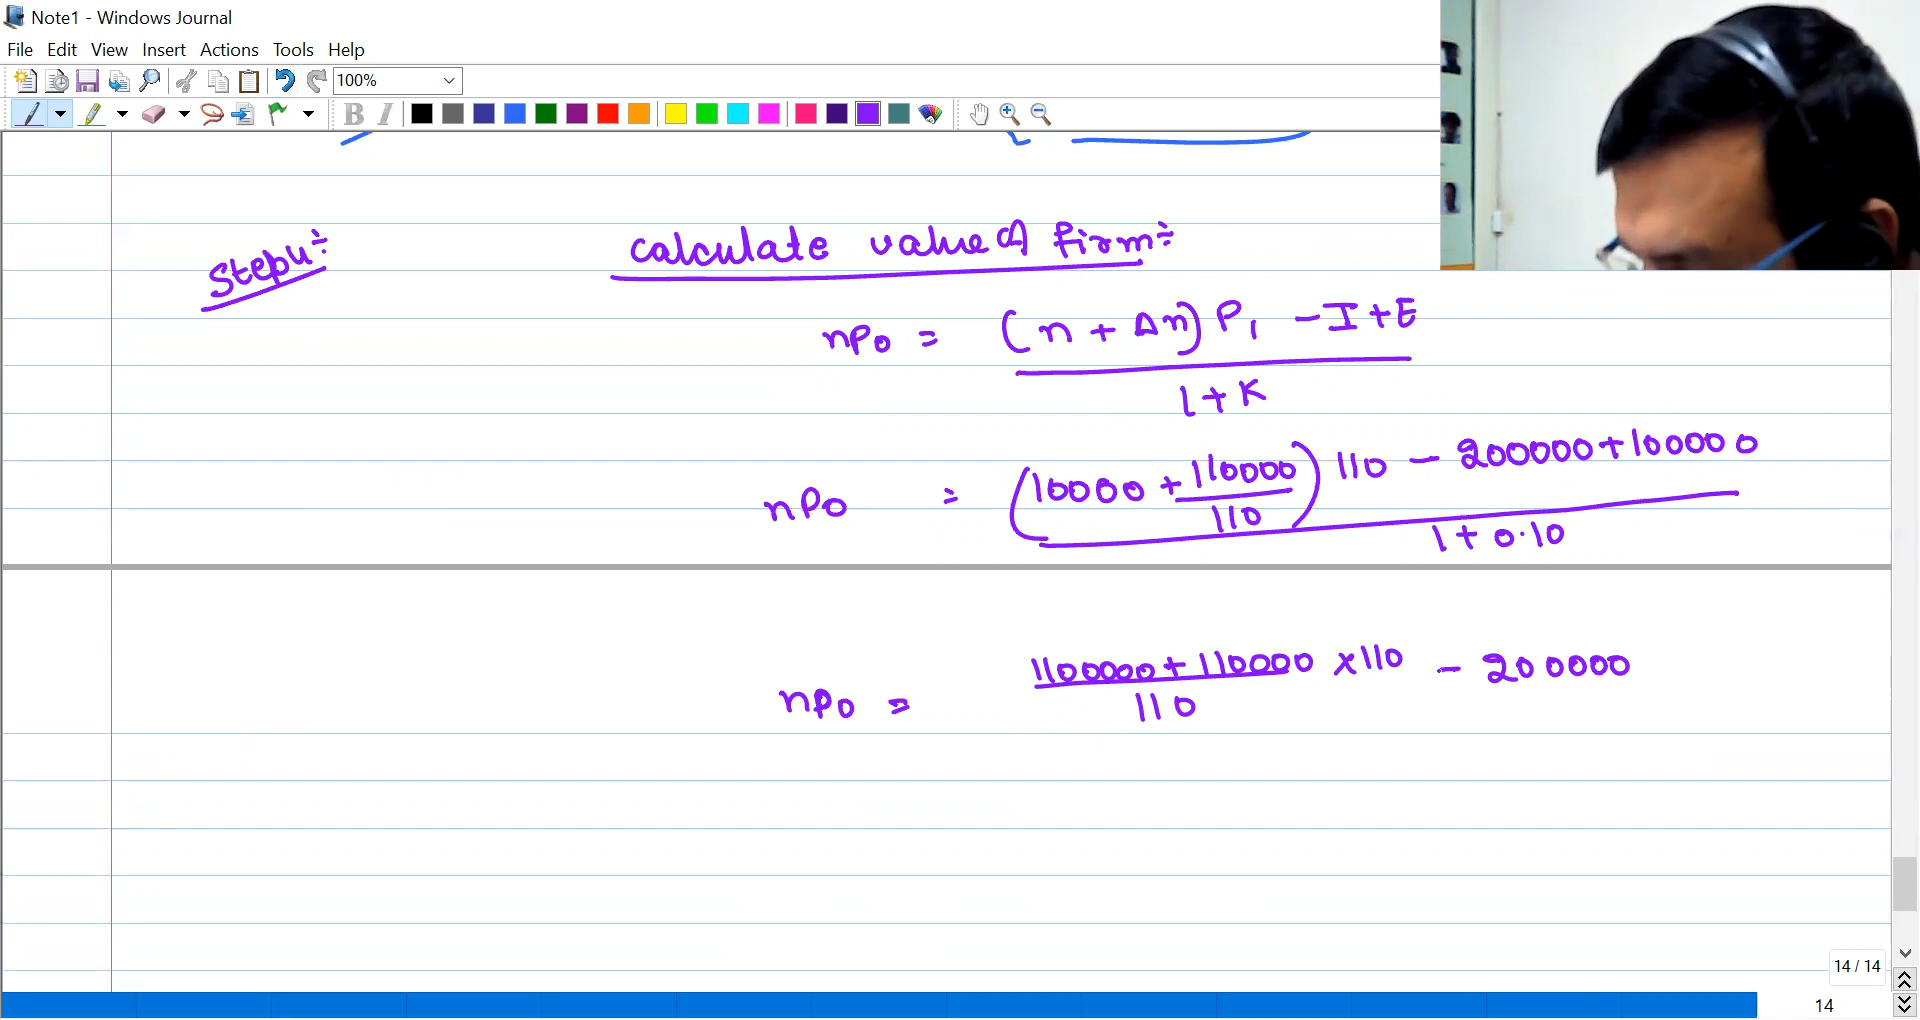 Note1 - Windows Journal
File Edit View Insert Actions Tools Help
100%
B I
Step4:
calculate value of firm:
nP0 = (n + Δn) P1 - I + E
1 + K
nP0 = (10000 + 110000/110) 110 - 200000 + 100000
1 + 0.10
nP0 = 1100000 + 110000 × 110 - 200000
110
14 / 14
14